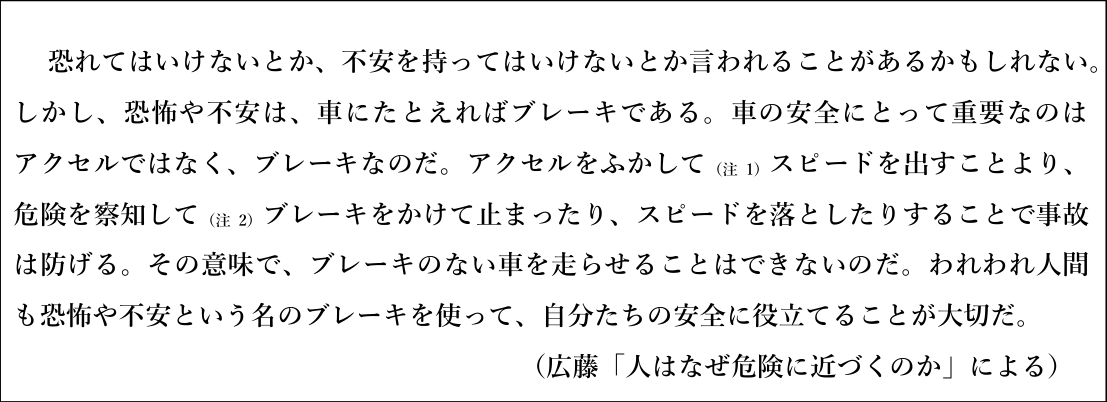 恐れてはいけないとか、不安を持ってはいけないとか言われることがあるかもしれない。
しかし、恐怖や不安は、車にたとえればブレーキである。車の安全にとって重要なのは
アクセルではなく、ブレーキなのだ。アクセルをふかして（注 1）スピードを出すことより、
危険を察知して（注 2）ブレーキをかけて止まったり、スピードを落としたりすることで事故
は防げる。その意味で、ブレーキのない車を走らせることはできないのだ。われわれ人間
も恐怖や不安という名のブレーキを使って、自分たちの安全に役立てることが大切だ。
（広藤「人はなぜ危険に近づくのか」による）